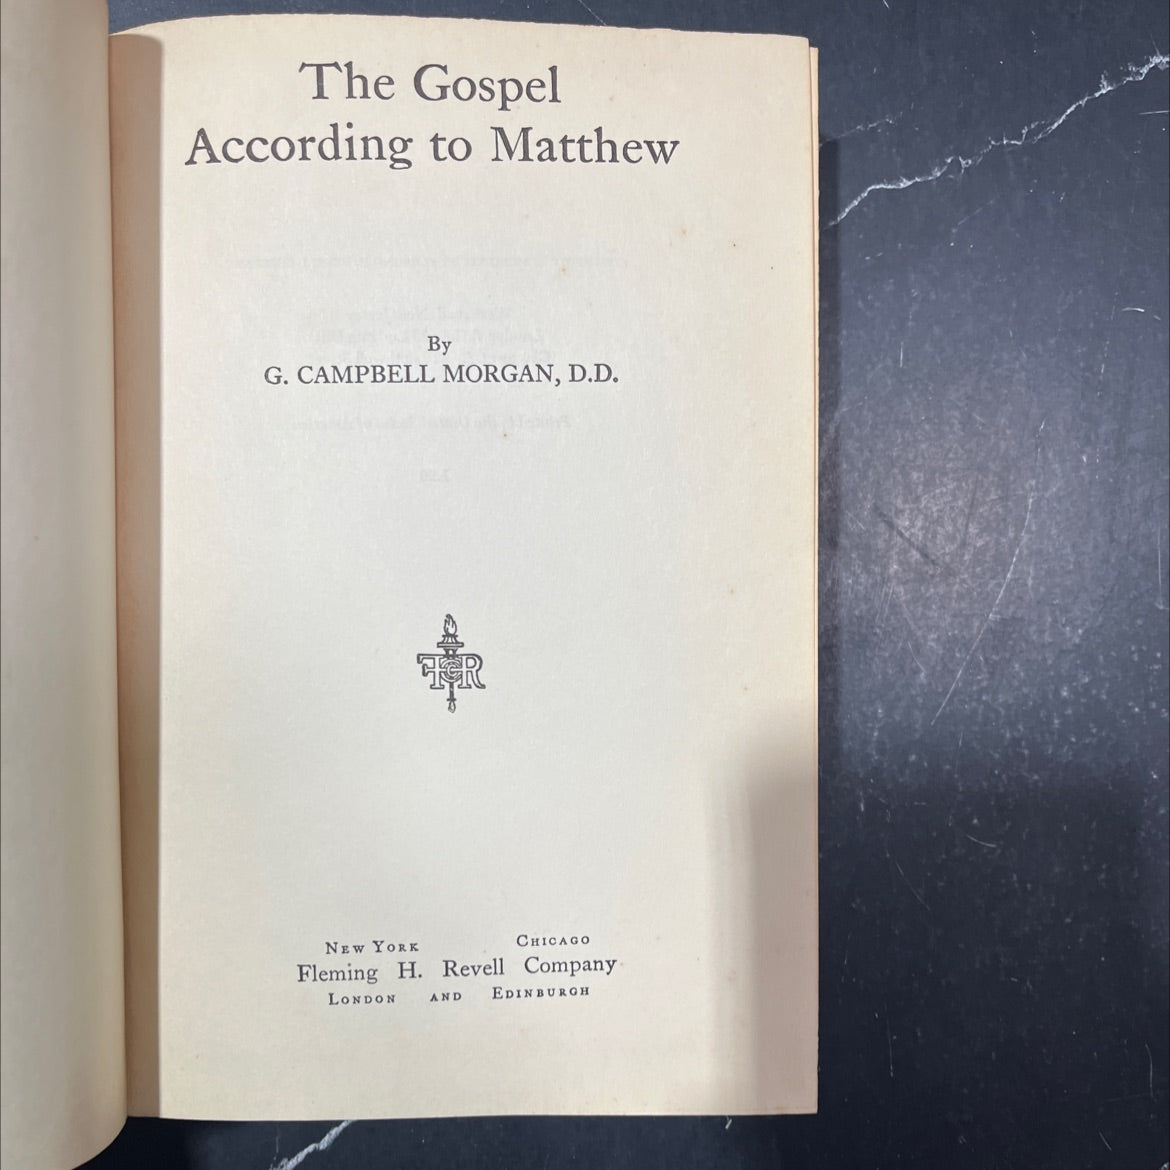 The Gospel
According to Matthew
By
G. CAMPBELL MORGAN, D.D.
NEW YORK CHICAGO
Fleming H. Revell Company
LONDON AND EDINBURGH